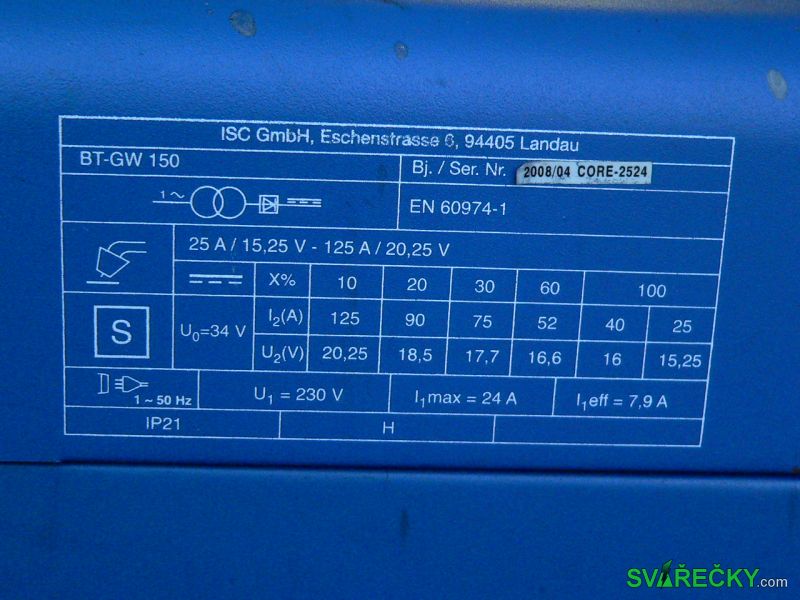 ISC GmbH, Eschenstrasse 6, 94405 Landau
BT-GW 150
Bj. / Ser. Nr. 2008/04 CORE-2524
1~
EN 60974-1
25 A / 15,25 V - 125 A / 20,25 V
X% 10 20 30 60 100
S
U0=34 V
I2(A) 125 90 75 52 40 25
U2(V) 20,25 18,5 17,7 16,6 16 15,25
1 ~ 50 Hz
U1 = 230 V
I1max = 24 A
I1eff = 7,9 A
IP21
H
SVÁŘEČKY.com